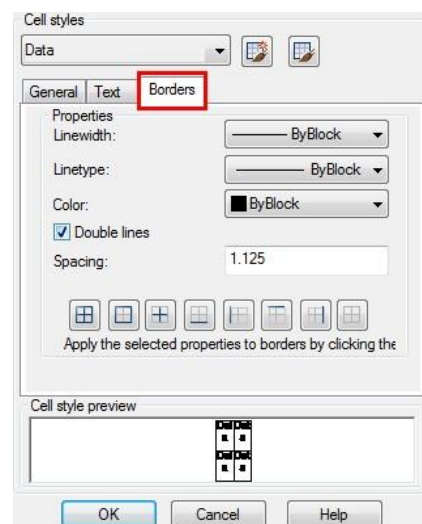 Cell styles
Data
General Text Borders
Properties
Linewidth: ByBlock
Linetype: ByBlock
Color: ByBlock
Double lines
Spacing: 1.125
Apply the selected properties to borders by clicking the
Cell style preview
OK Cancel Help